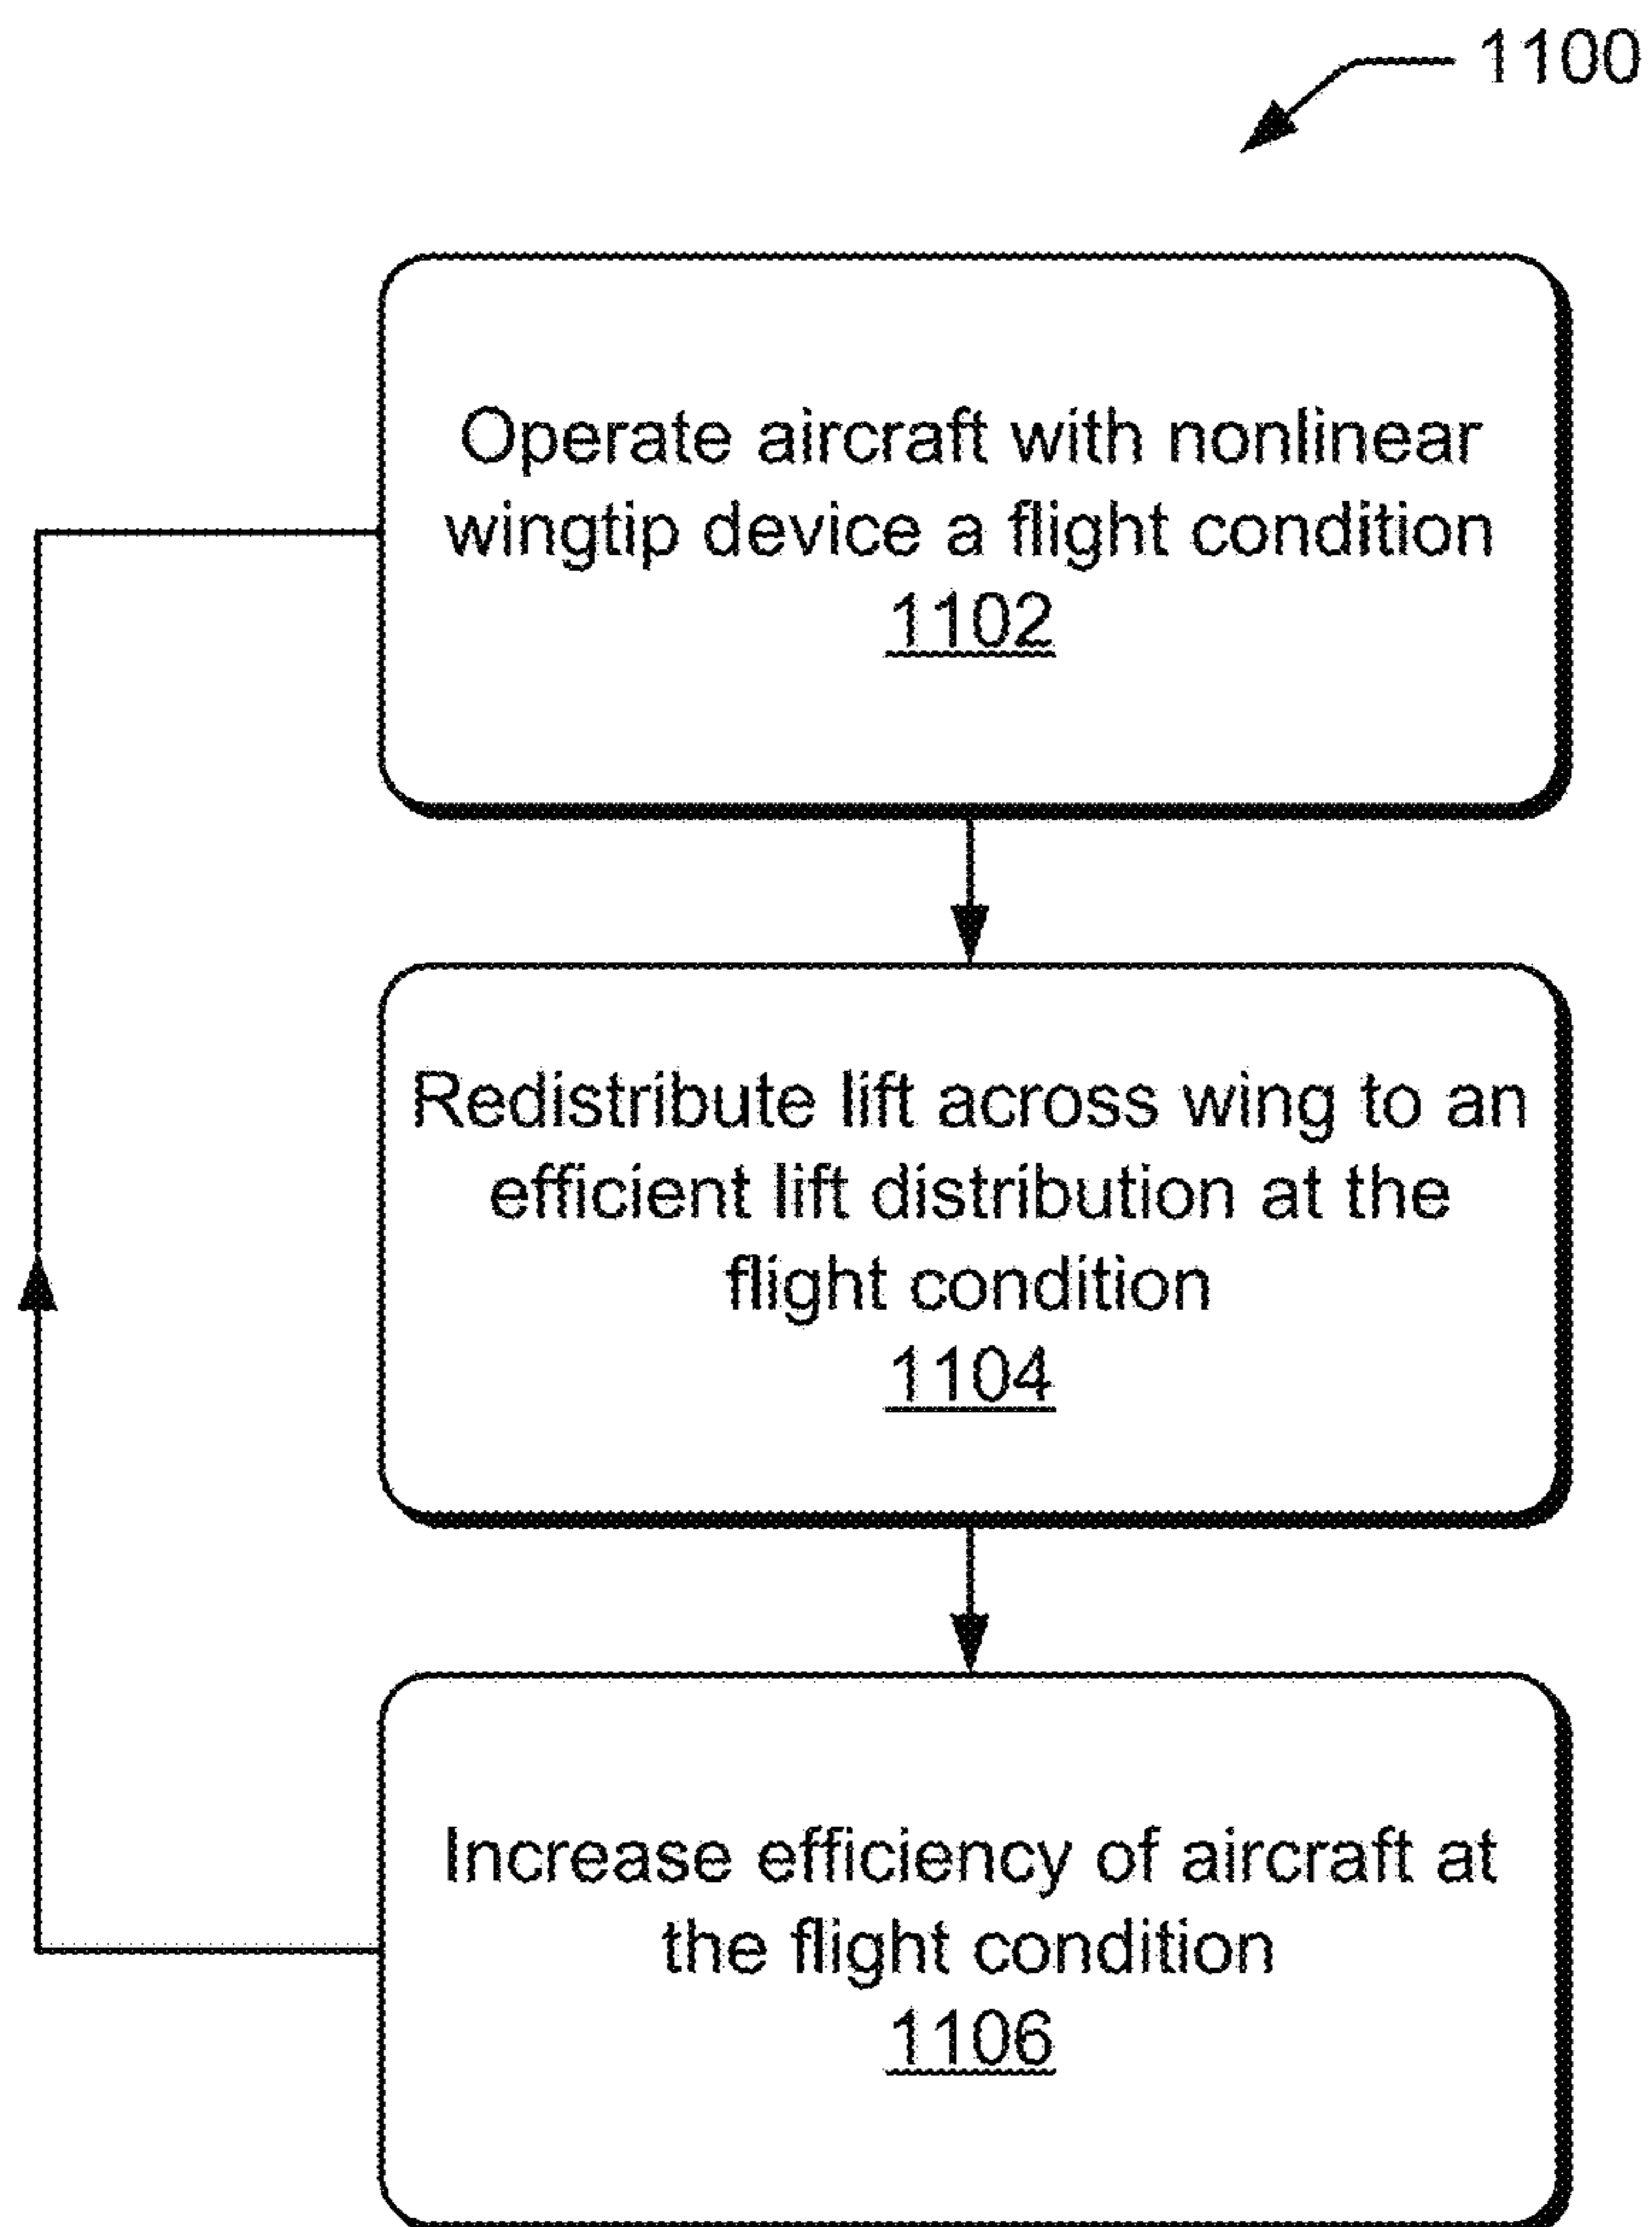 1100
Operate aircraft with nonlinear
wingtip device a flight condition
1102
Redistribute lift across wing to an
efficient lift distribution at the
flight condition
1104
Increase efficiency of aircraft at
the flight condition
1106